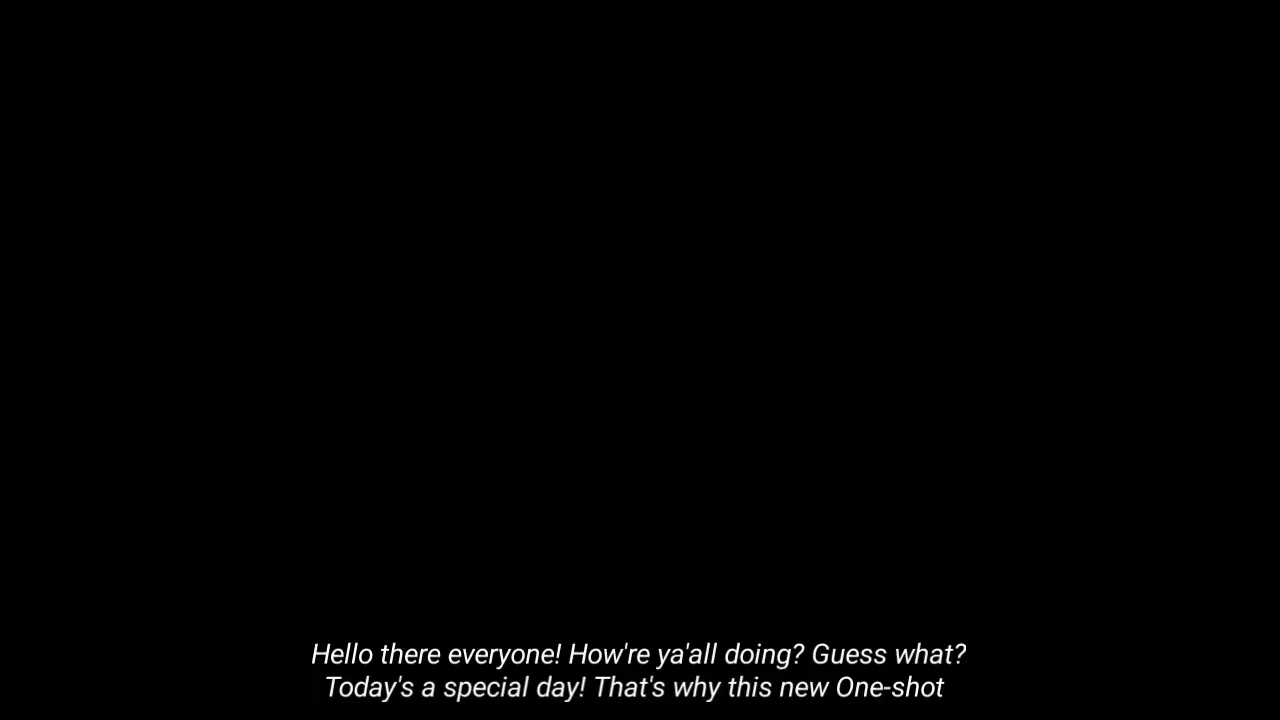 Hello there everyone! How're ya'all doing? Guess what?
Today's a special day! That's why this new One-shot